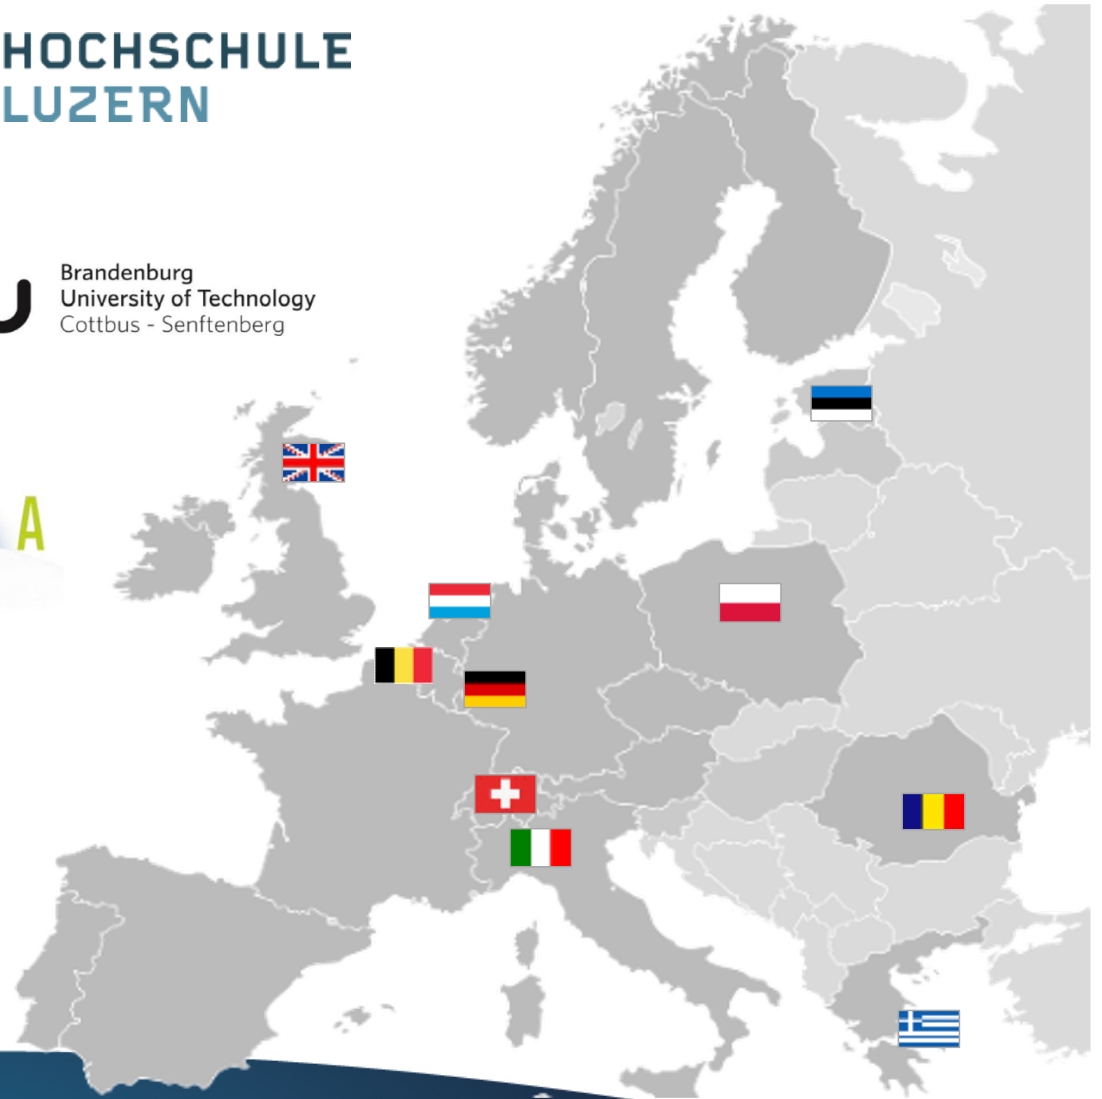 HOCHSCHULE
LUZERN
Brandenburg
University of Technology
Cottbus - Senftenberg
A